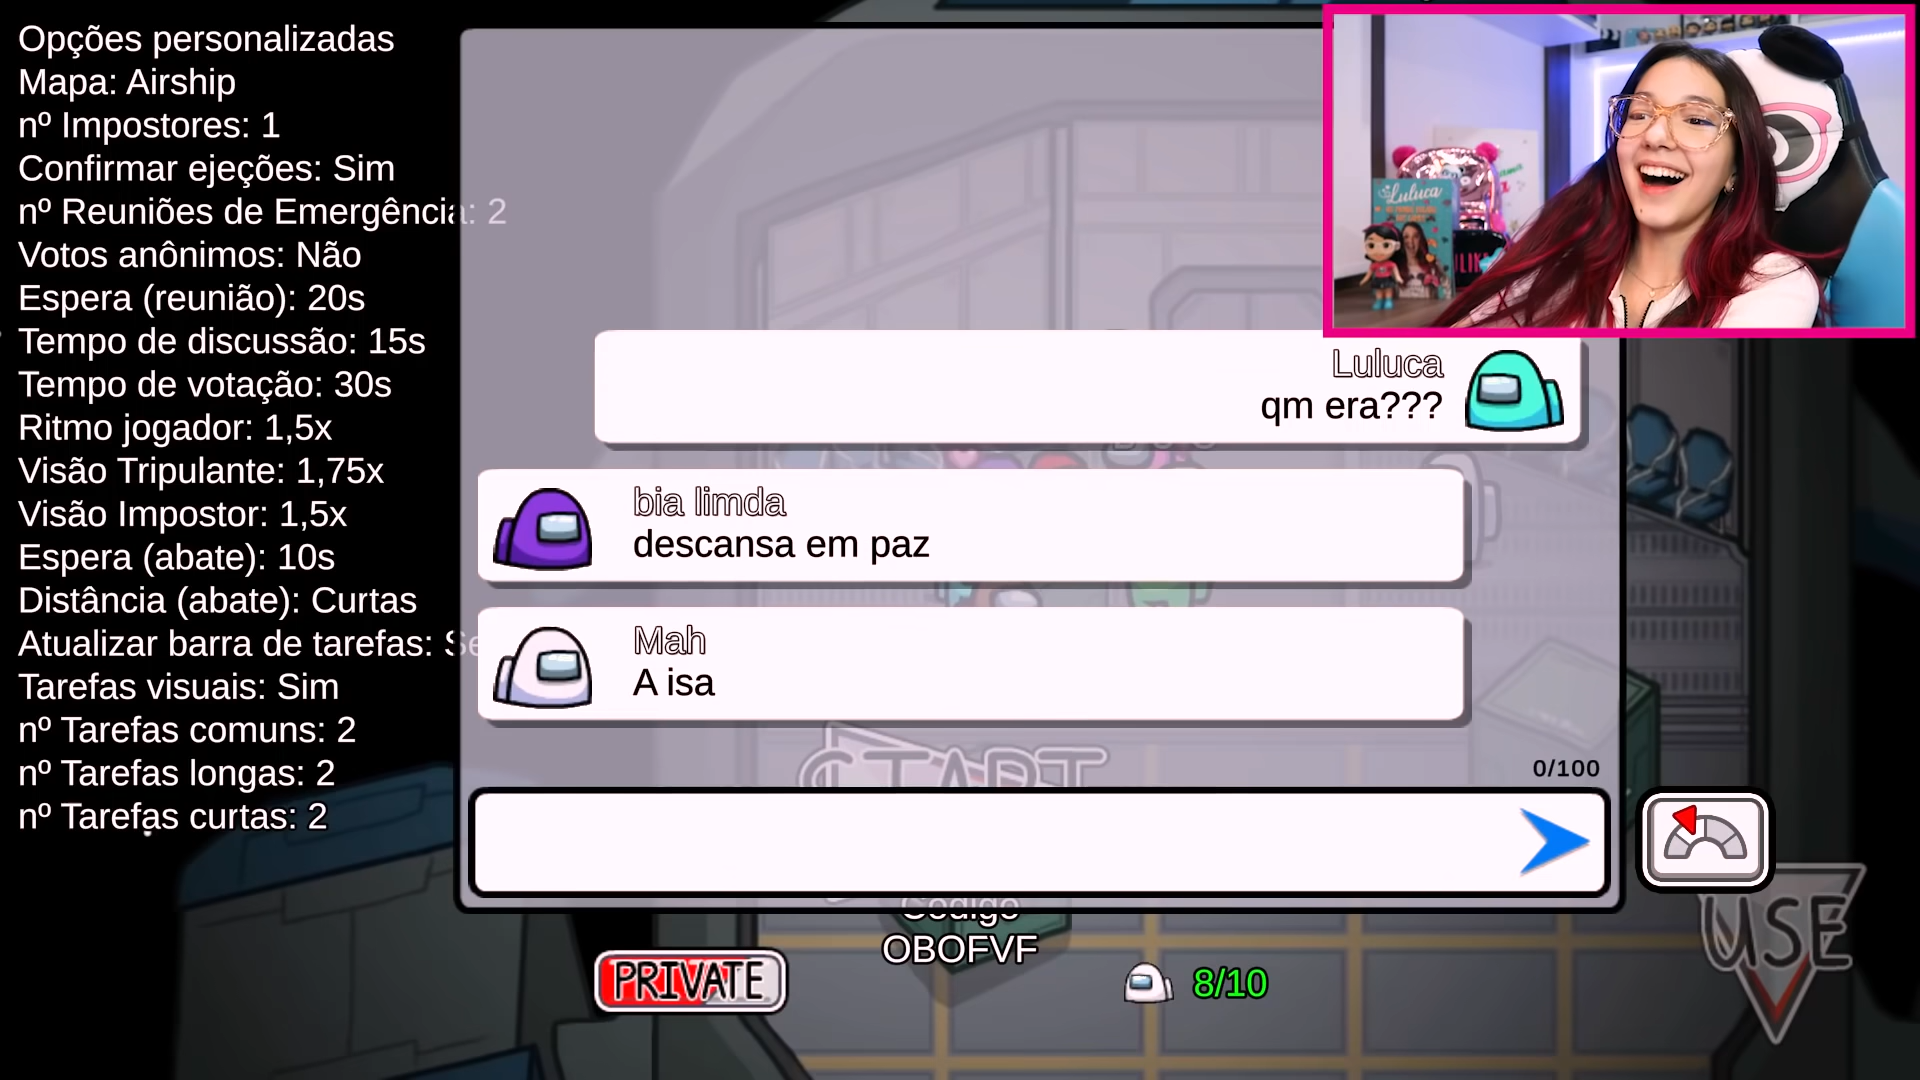 Opções personalizadas
Mapa: Airship
nº Impostores: 1
Confirmar ejeções: Sim
nº Reuniões de Emergência: 2
Votos anônimos: Não
Espera (reunião): 20s
Tempo de discussão: 15s
Tempo de votação: 30s
Ritmo jogador: 1,5x
Visão Tripulante: 1,75x
Visão Impostor: 1,5x
Espera (abate): 10s
Distância (abate): Curtas
Atualizar barra de tarefas: Se
Tarefas visuais: Sim
nº Tarefas comuns: 2
nº Tarefas longas: 2
nº Tarefas curtas: 2
Luluca
Luluca
qm era???
bia limda
descansa em paz
Mah
A isa
START
0/100
Código
OBOFVF
PRIVATE
8/10
USE